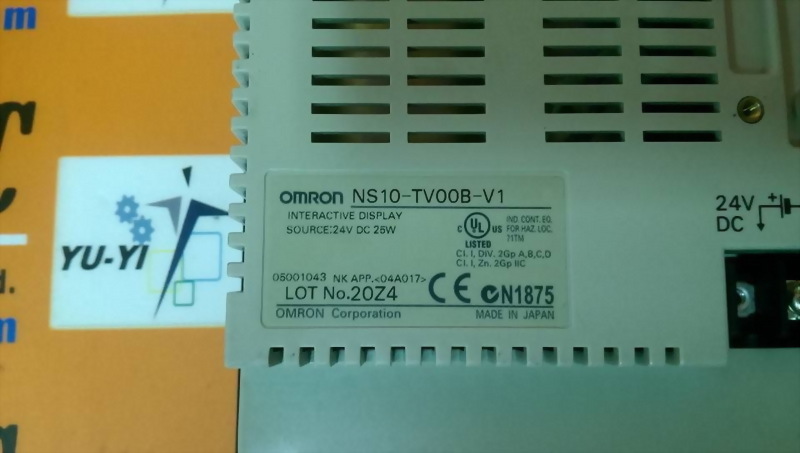 m
C
YU-YI
d.
m
OMRON NS10-TV00B-V1
INTERACTIVE DISPLAY
SOURCE:24V DC 25W
C UL US
LISTED
IND. CONT. EQ.
FOR HAZ. LOC.
71TM
Cl. I, DIV. 2Gp A,B,C,D
Cl. I, Zn. 2Gp IIC
05001043 NK APP.<04A017>
LOT No.20Z4 CE N1875
OMRON Corporation MADE IN JAPAN
24V
DC
+